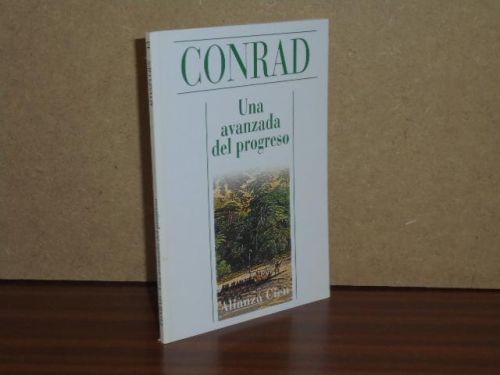 CONRAD
Una
avanzada
del progreso
Alianza Cien